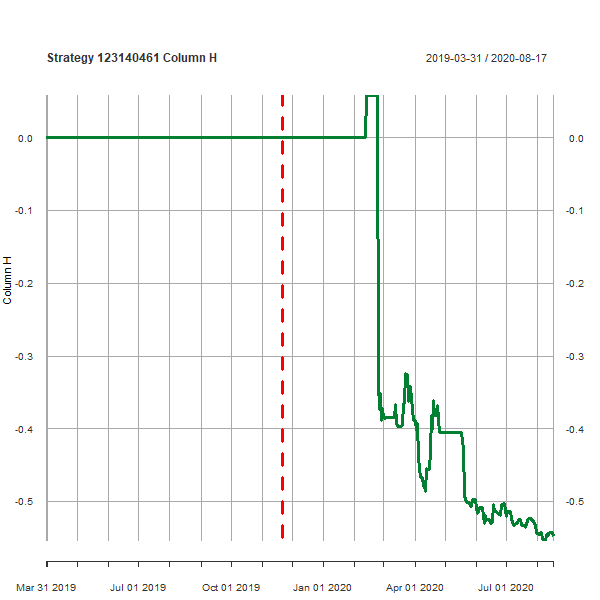 Strategy 123140461 Column H 2019-03-31 / 2020-08-17
0.0 0.0
-0.1 -0.1
-0.2 -0.2
Column H
-0.3 -0.3
-0.4 -0.4
-0.5 -0.5
Mar 31 2019 Jul 01 2019 Oct 01 2019 Jan 01 2020 Apr 01 2020 Jul 01 2020